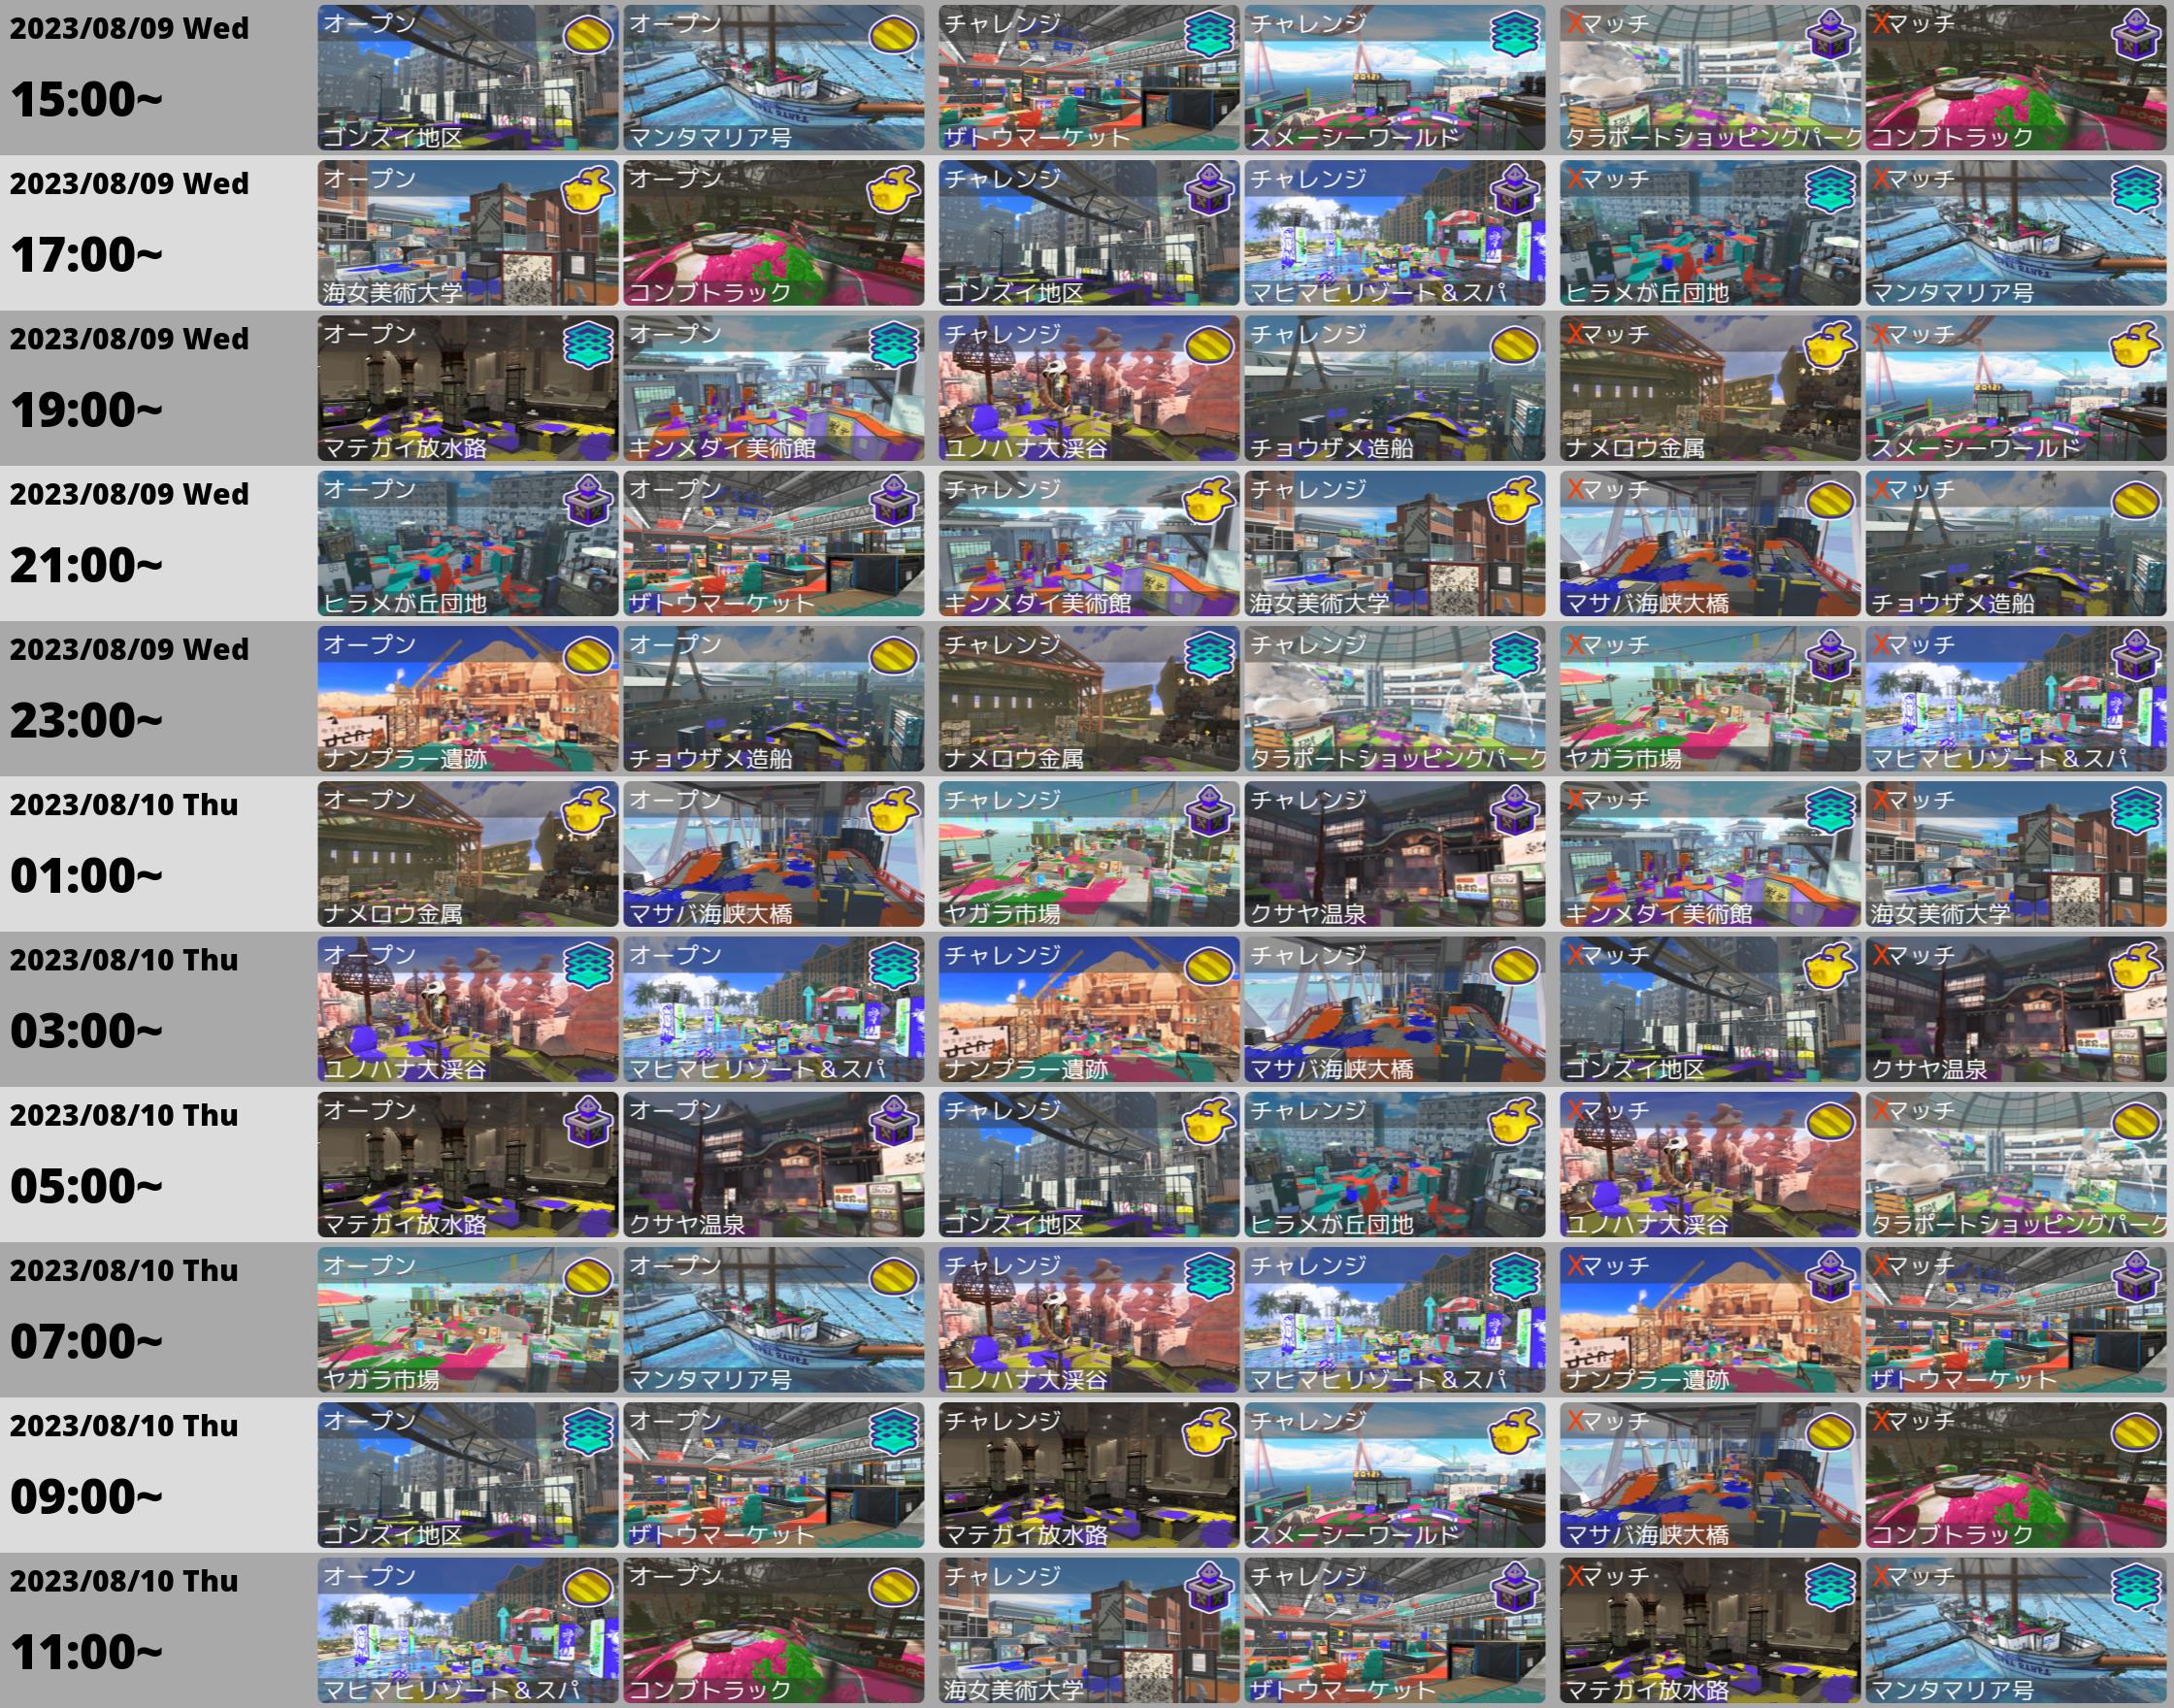 2023/08/09 Wed
15:00~
オープン オープン チャレンジ チャレンジ Xマッチ Xマッチ
ゴンズイ地区 マンタマリア号 ザトウマーケット スメーシーワールド タラポートショッピングパーク コンブトラック
2023/08/09 Wed
17:00~
オープン オープン チャレンジ チャレンジ Xマッチ Xマッチ
海女美術大学 コンブトラック ゴンズイ地区 マヒマヒリゾート&スパ ヒラメが丘団地 マンタマリア号
2023/08/09 Wed
19:00~
オープン オープン チャレンジ チャレンジ Xマッチ Xマッチ
マテガイ放水路 キンメダイ美術館 ユノハナ大渓谷 チョウザメ造船 ナメロウ金属 スメーシーワールド
2023/08/09 Wed
21:00~
オープン オープン チャレンジ チャレンジ Xマッチ Xマッチ
ヒラメが丘団地 ザトウマーケット キンメダイ美術館 海女美術大学 マサバ海峡大橋 チョウザメ造船
2023/08/09 Wed
23:00~
オープン オープン チャレンジ チャレンジ Xマッチ Xマッチ
ナンプラー遺跡 チョウザメ造船 ナメロウ金属 タラポートショッピングパーク ヤガラ市場 マヒマヒリゾート&スパ
2023/08/10 Thu
01:00~
オープン オープン チャレンジ チャレンジ Xマッチ Xマッチ
ナメロウ金属 マサバ海峡大橋 ヤガラ市場 クサヤ温泉 キンメダイ美術館 海女美術大学
2023/08/10 Thu
03:00~
オープン オープン チャレンジ チャレンジ Xマッチ Xマッチ
ユノハナ大渓谷 マヒマヒリゾート&スパ ナンプラー遺跡 マサバ海峡大橋 ゴンズイ地区 クサヤ温泉
2023/08/10 Thu
05:00~
オープン オープン チャレンジ チャレンジ Xマッチ Xマッチ
マテガイ放水路 クサヤ温泉 ゴンズイ地区 ヒラメが丘団地 ユノハナ大渓谷 タラポートショッピングパーク
2023/08/10 Thu
07:00~
オープン オープン チャレンジ チャレンジ Xマッチ Xマッチ
ヤガラ市場 マンタマリア号 ユノハナ大渓谷 マヒマヒリゾート&スパ ナンプラー遺跡 ザトウマーケット
2023/08/10 Thu
09:00~
オープン オープン チャレンジ チャレンジ Xマッチ Xマッチ
ゴンズイ地区 ザトウマーケット マテガイ放水路 スメーシーワールド マサバ海峡大橋 コンブトラック
2023/08/10 Thu
11:00~
オープン オープン チャレンジ チャレンジ Xマッチ Xマッチ
マヒマヒリゾート&スパ コンブトラック 海女美術大学 ザトウマーケット マテガイ放水路 マンタマリア号